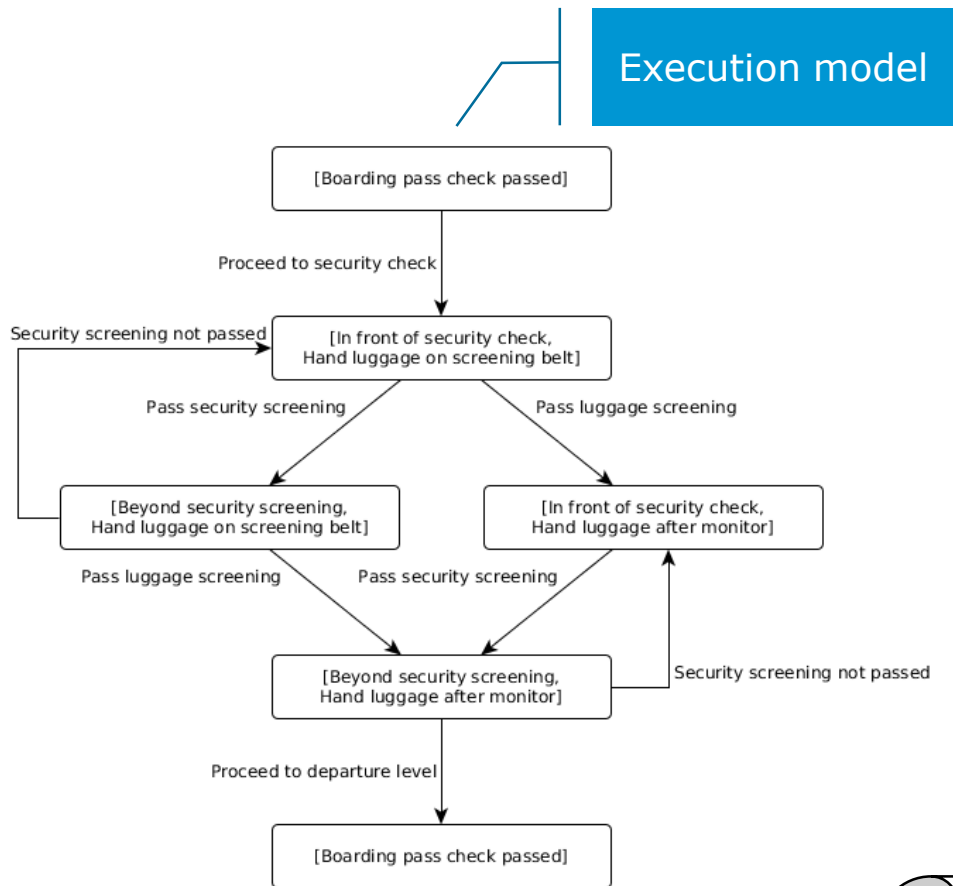 Execution model
[Boarding pass check passed]
Proceed to security check
Security screening not passed
[In front of security check,
Hand luggage on screening belt]
Pass security screening
Pass luggage screening
[Beyond security screening,
Hand luggage on screening belt]
[In front of security check,
Hand luggage after monitor]
Pass luggage screening
Pass security screening
[Beyond security screening,
Hand luggage after monitor]
Security screening not passed
Proceed to departure level
[Boarding pass check passed]